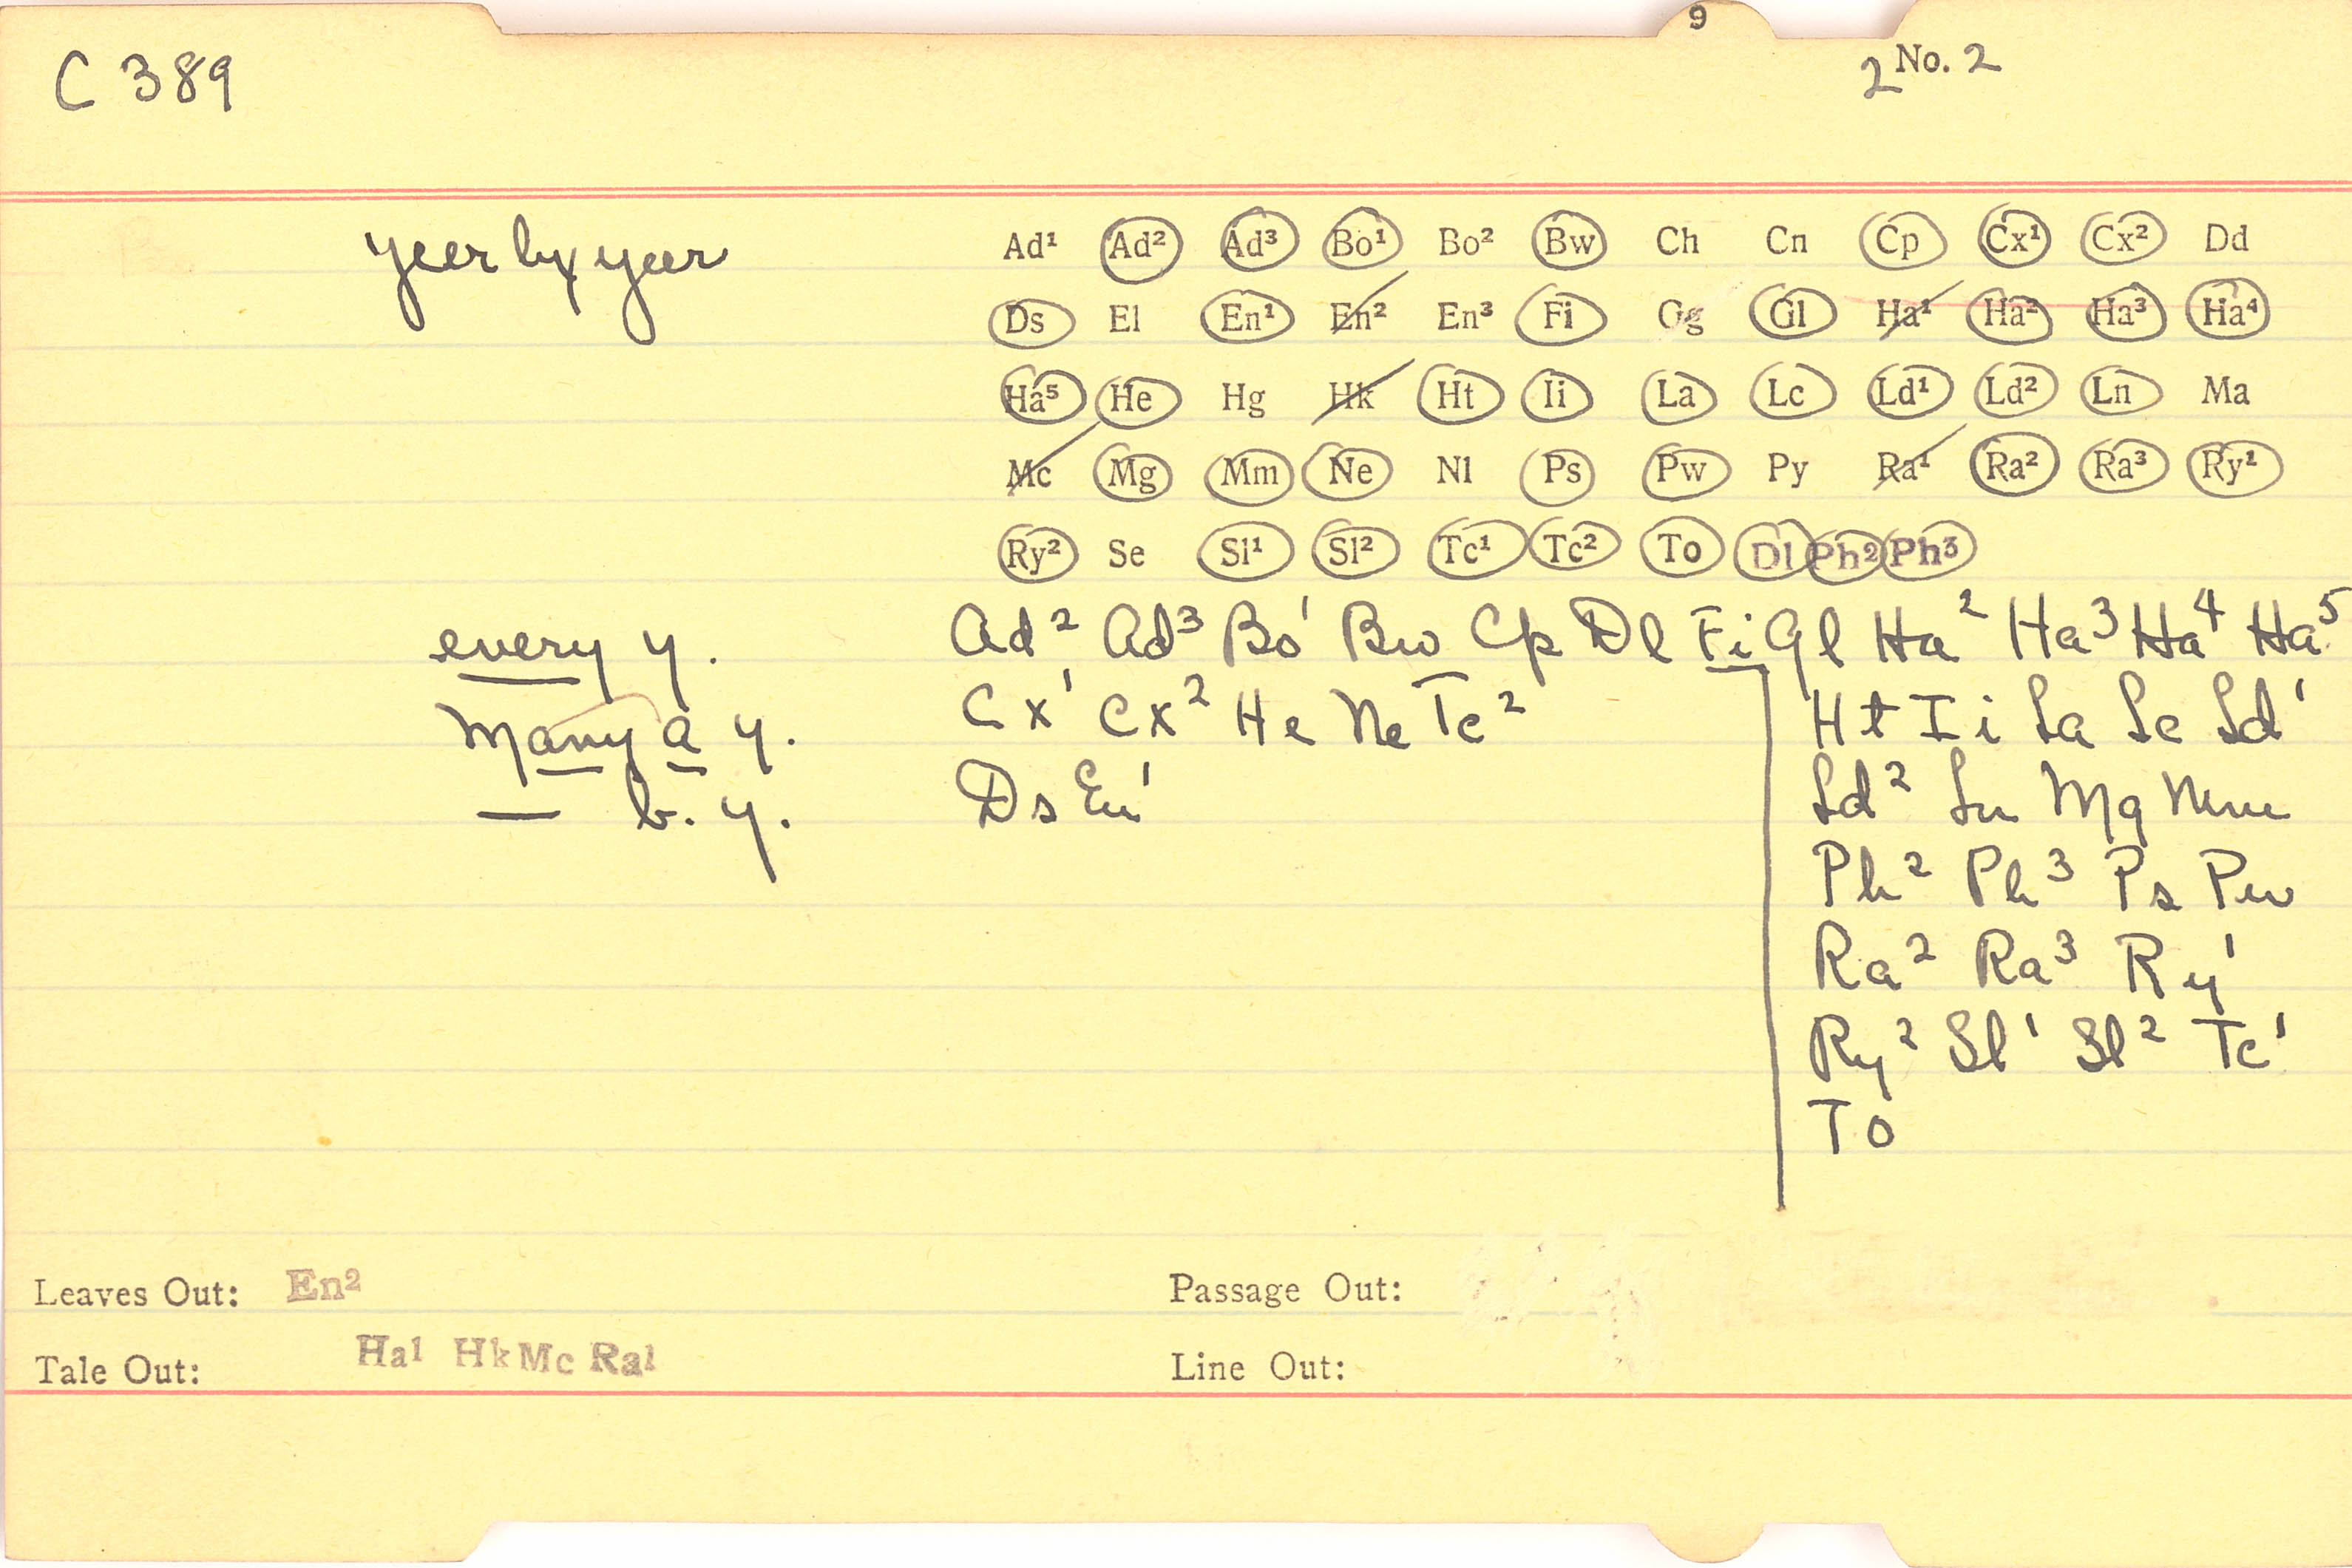 9
C 389
2 No. 2
yeer by yeer
Ad¹ Ad² Ad³ Bo¹ Bo² Bw Ch Cn Cp Cx¹ Cx² Dd
Ds El En¹ En² En³ Fi Gg Gl Ha¹ Ha² Ha³ Ha⁴
Ha⁵ He Hg Hk Ht Ii La Lc Ld¹ Ld² Ln Ma
Mc Mg Mm Ne Nl Ps Pw Py Ra¹ Ra² Ra³ Ry¹
Ry² Se Sl¹ Sl² Tc¹ Tc² To Dl Ph² Ph³
every y. Ad² Ad³ Bo¹ Bw Cp Dl Fi Gl Ha² Ha³ Ha⁴ Ha⁵
Ht Ii La Lc Ld¹
Ld² Ln Mg Mm
Ph² Ph³ Ps Pw
Ra² Ra³ Ry¹
Ry² Sl¹ Sl² Tc¹
To
Many a y. Cx¹ Cx² He Ne Tc²
— b. y. Ds En¹
Leaves Out: En²
Passage Out:
Tale Out: Ha¹ Hk Mc Ra¹
Line Out: